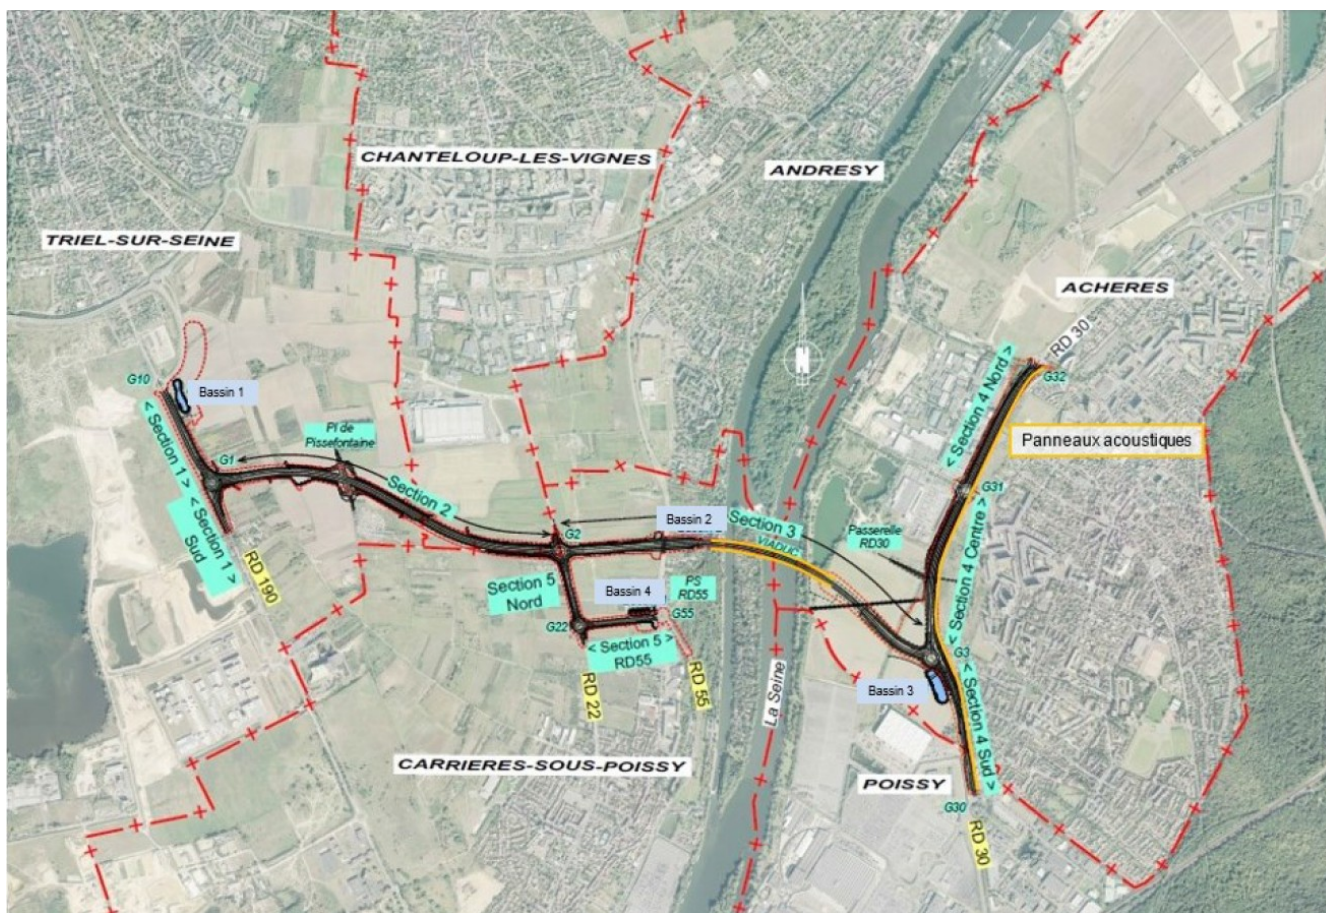 CHANTELOUP-LES-VIGNES
ANDRESY
TRIEL-SUR-SEINE
ACHERES
RD 30
G10
Bassin 1
G32
< Section 4 Nord >
Panneaux acoustiques
PI de
Pissefontaine
< Section 1 >
G1
Section 2
G31
< Section 1 >
Sud
Bassin 2
Section 3
G2
VIADUC
Passerelle
RD30
< Section 4 Centre >
RD 190
Section 5
Nord
Bassin 4
PS
RD55
G22
G55
< Section 5 >
RD55
G3
RD 22
RD 55
La Seine
Bassin 3
< Section 4 Sud >
CARRIERES-SOUS-POISSY
POISSY
G30
RD 30
N